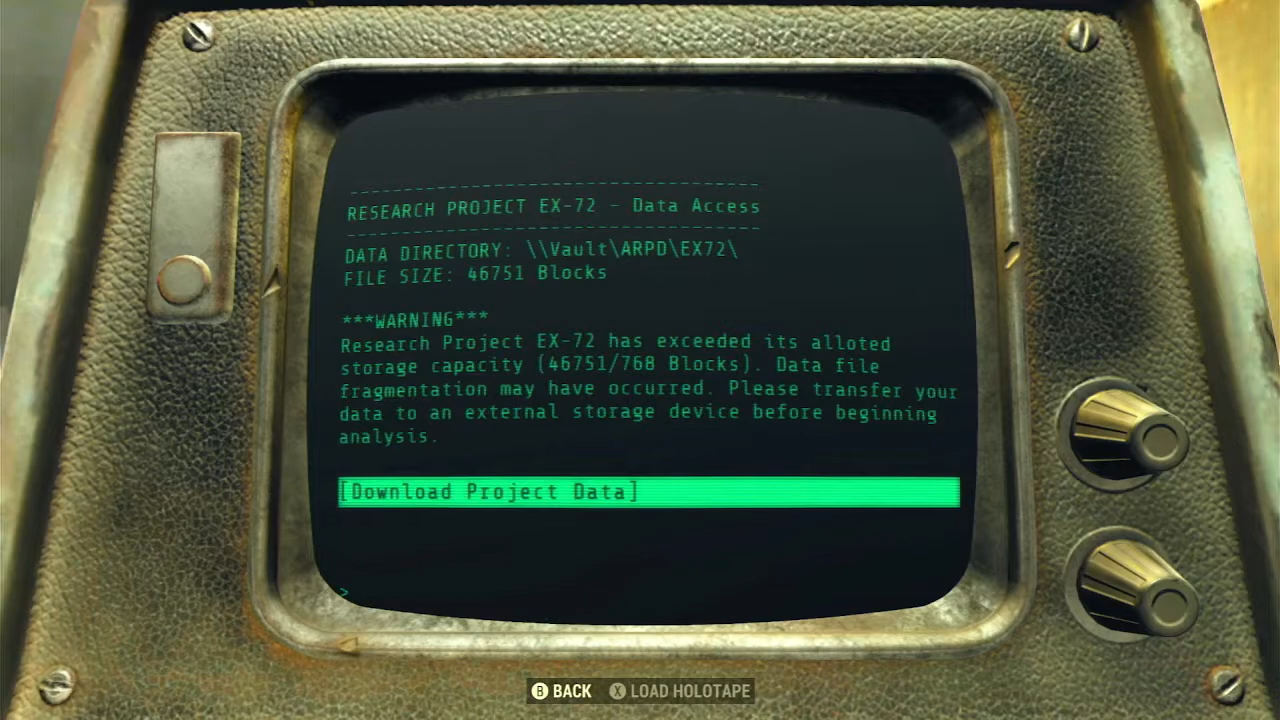 RESEARCH PROJECT EX-72 - Data Access
DATA DIRECTORY: \\Vault\ARPD\EX72\
FILE SIZE: 46751 Blocks
***WARNING***
Research Project EX-72 has exceeded its alloted
storage capacity (46751/768 Blocks). Data file
fragmentation may have occurred. Please transfer your
data to an external storage device before beginning
analysis.
[Download Project Data]
>
B BACK X LOAD HOLOTAPE